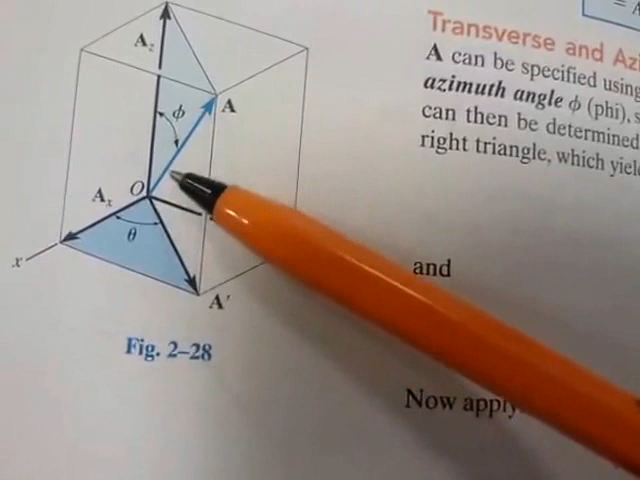 = A
A_z
Transverse and Azi
A can be specified using
azimuth angle ϕ (phi), s
can then be determined
right triangle, which yiel
A
ϕ
O
A_x
θ
x
A′
and
Fig. 2–28
Now apply